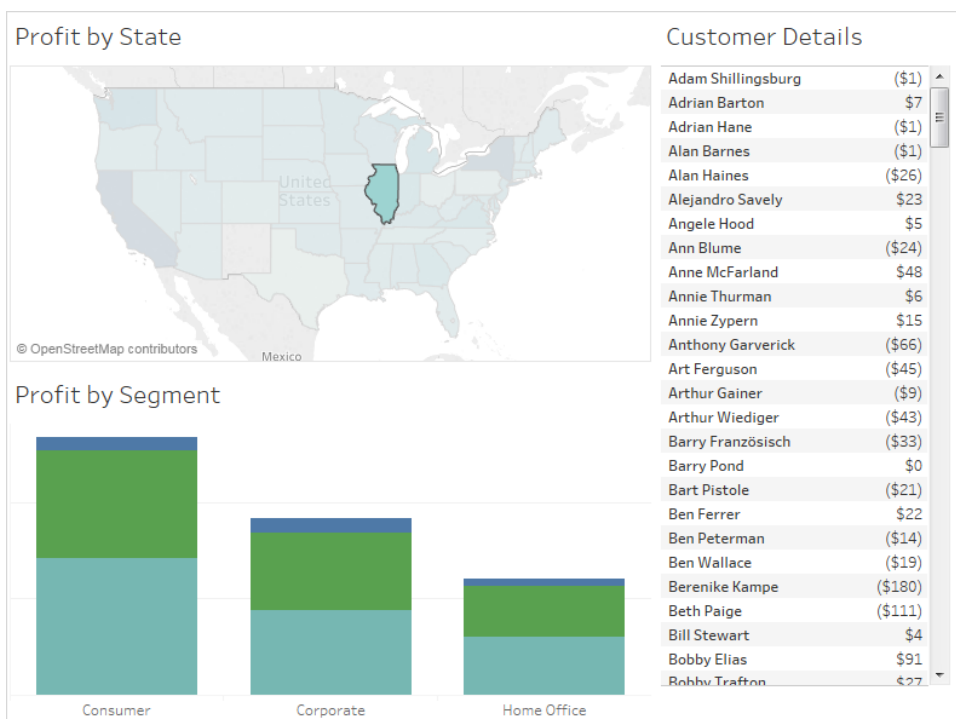 Profit by State
United
States
© OpenStreetMap contributors
Mexico
Profit by Segment
Consumer
Corporate
Home Office
Customer Details
Adam Shillingsburg ($1)
Adrian Barton $7
Adrian Hane ($1)
Alan Barnes ($1)
Alan Haines ($26)
Alejandro Savely $23
Angele Hood $5
Ann Blume ($24)
Anne McFarland $48
Annie Thurman $6
Annie Zypern $15
Anthony Garverick ($66)
Art Ferguson ($45)
Arthur Gainer ($9)
Arthur Wiediger ($43)
Barry Französisch ($33)
Barry Pond $0
Bart Pistole ($21)
Ben Ferrer $22
Ben Peterman ($14)
Ben Wallace ($19)
Berenike Kampe ($180)
Beth Paige ($111)
Bill Stewart $4
Bobby Elias $91
Bobby Trafton $27